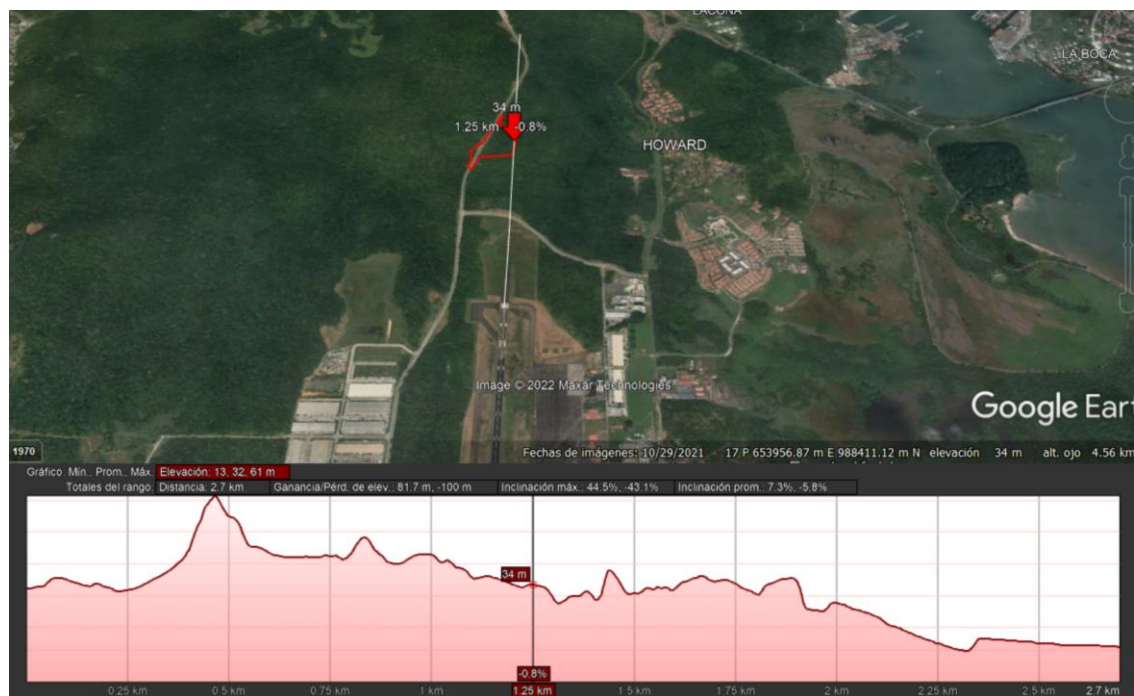 LACONA
LA BOCA
34 m
1.25 km -0.8%
HOWARD
Image © 2022 Maxar Technologies
Google Eart
1970
Fechas de imágenes: 10/29/2021 17 P 653956.87 m E 988411.12 m N elevación 34 m alt. ojo 4.56 km
Gráfico: Mín., Prom., Máx. Elevación: 13, 32, 61 m
Totales del rango: Distancia: 2.7 km Ganancia/Pérd. de elev.: 81.7 m, -100 m Inclinación máx.: 44.5%, -43.1% Inclinación prom.: 7.3%, -5.8%
34 m
-0.8%
0.25 km 0.5 km 0.75 km 1 km 1.25 km 1.5 km 1.75 km 2 km 2.25 km 2.5 km 2.7 km